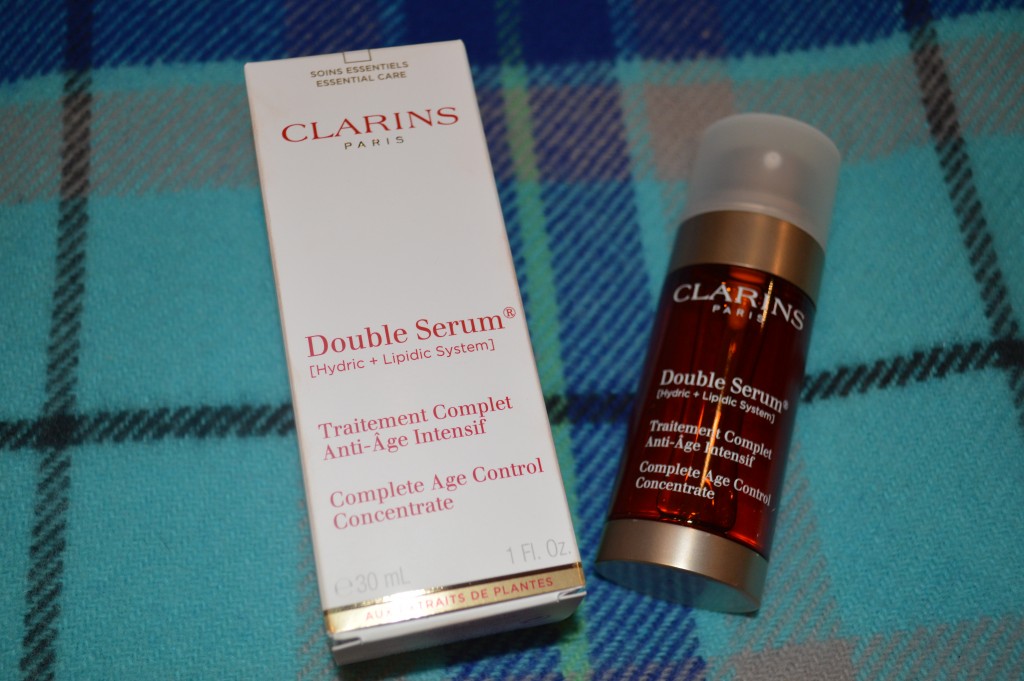 SOINS ESSENTIELS
ESSENTIAL CARE
CLARINS
PARIS
Double Serum®
[Hydric + Lipidic System]
Traitement Complet
Anti-Âge Intensif
Complete Age Control
Concentrate
℮30 mL 1 Fl. Oz.
AUX EXTRAITS DE PLANTES
CLARINS
PARIS
Double Serum®
[Hydric + Lipidic System]
Traitement Complet
Anti-Âge Intensif
Complete Age Control
Concentrate